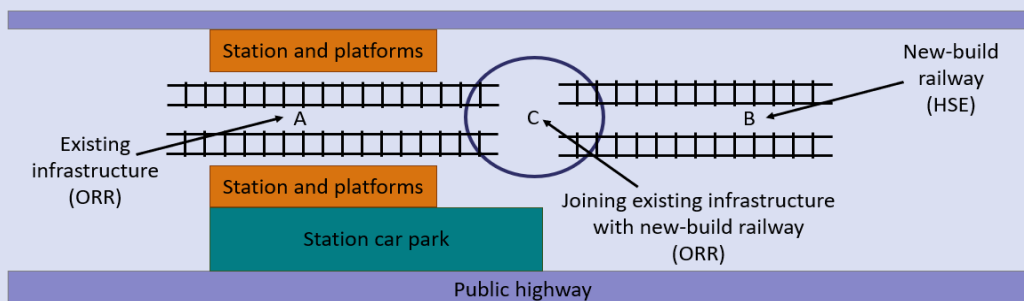 Station and platforms
New-build
railway
(HSE)
A
C
B
Existing
infrastructure
(ORR)
Station and platforms
Joining existing infrastructure
with new-build railway
(ORR)
Station car park
Public highway